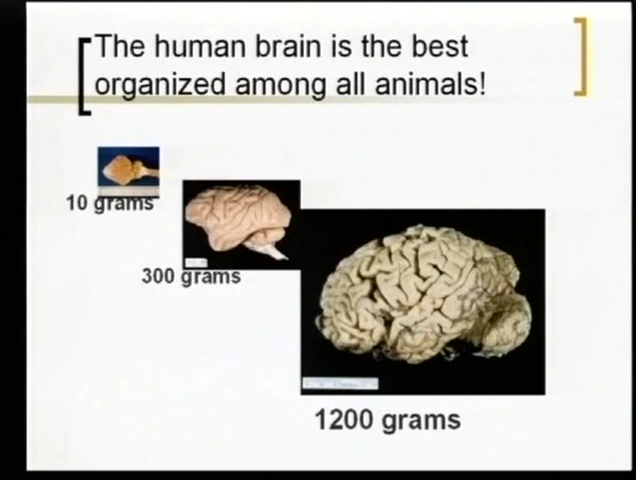 The human brain is the best
organized among all animals!
10 grams
300 grams
1200 grams